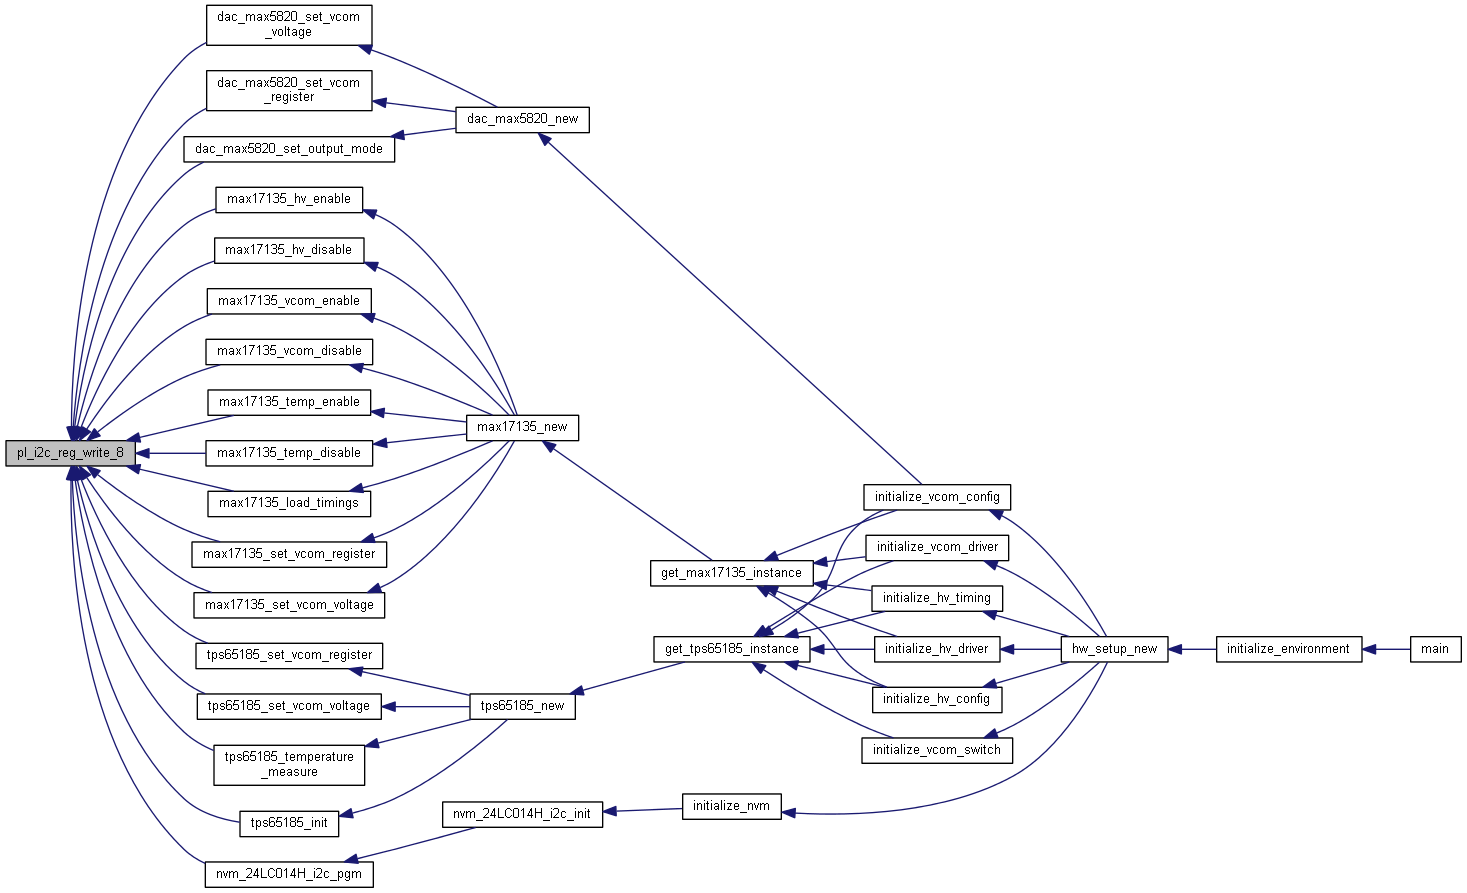 dac_max5820_set_vcom
_voltage
dac_max5820_set_vcom
_register
dac_max5820_new
dac_max5820_set_output_mode
max17135_hv_enable
max17135_hv_disable
max17135_vcom_enable
max17135_vcom_disable
max17135_temp_enable
max17135_new
pl_i2c_reg_write_8
max17135_temp_disable
max17135_load_timings
initialize_vcom_config
max17135_set_vcom_register
initialize_vcom_driver
get_max17135_instance
max17135_set_vcom_voltage
initialize_hv_timing
tps65185_set_vcom_register
get_tps65185_instance
initialize_hv_driver
hw_setup_new
initialize_environment
main
tps65185_set_vcom_voltage
tps65185_new
initialize_hv_config
tps65185_temperature
_measure
initialize_vcom_switch
tps65185_init
nvm_24LC014H_i2c_init
initialize_nvm
nvm_24LC014H_i2c_pgm